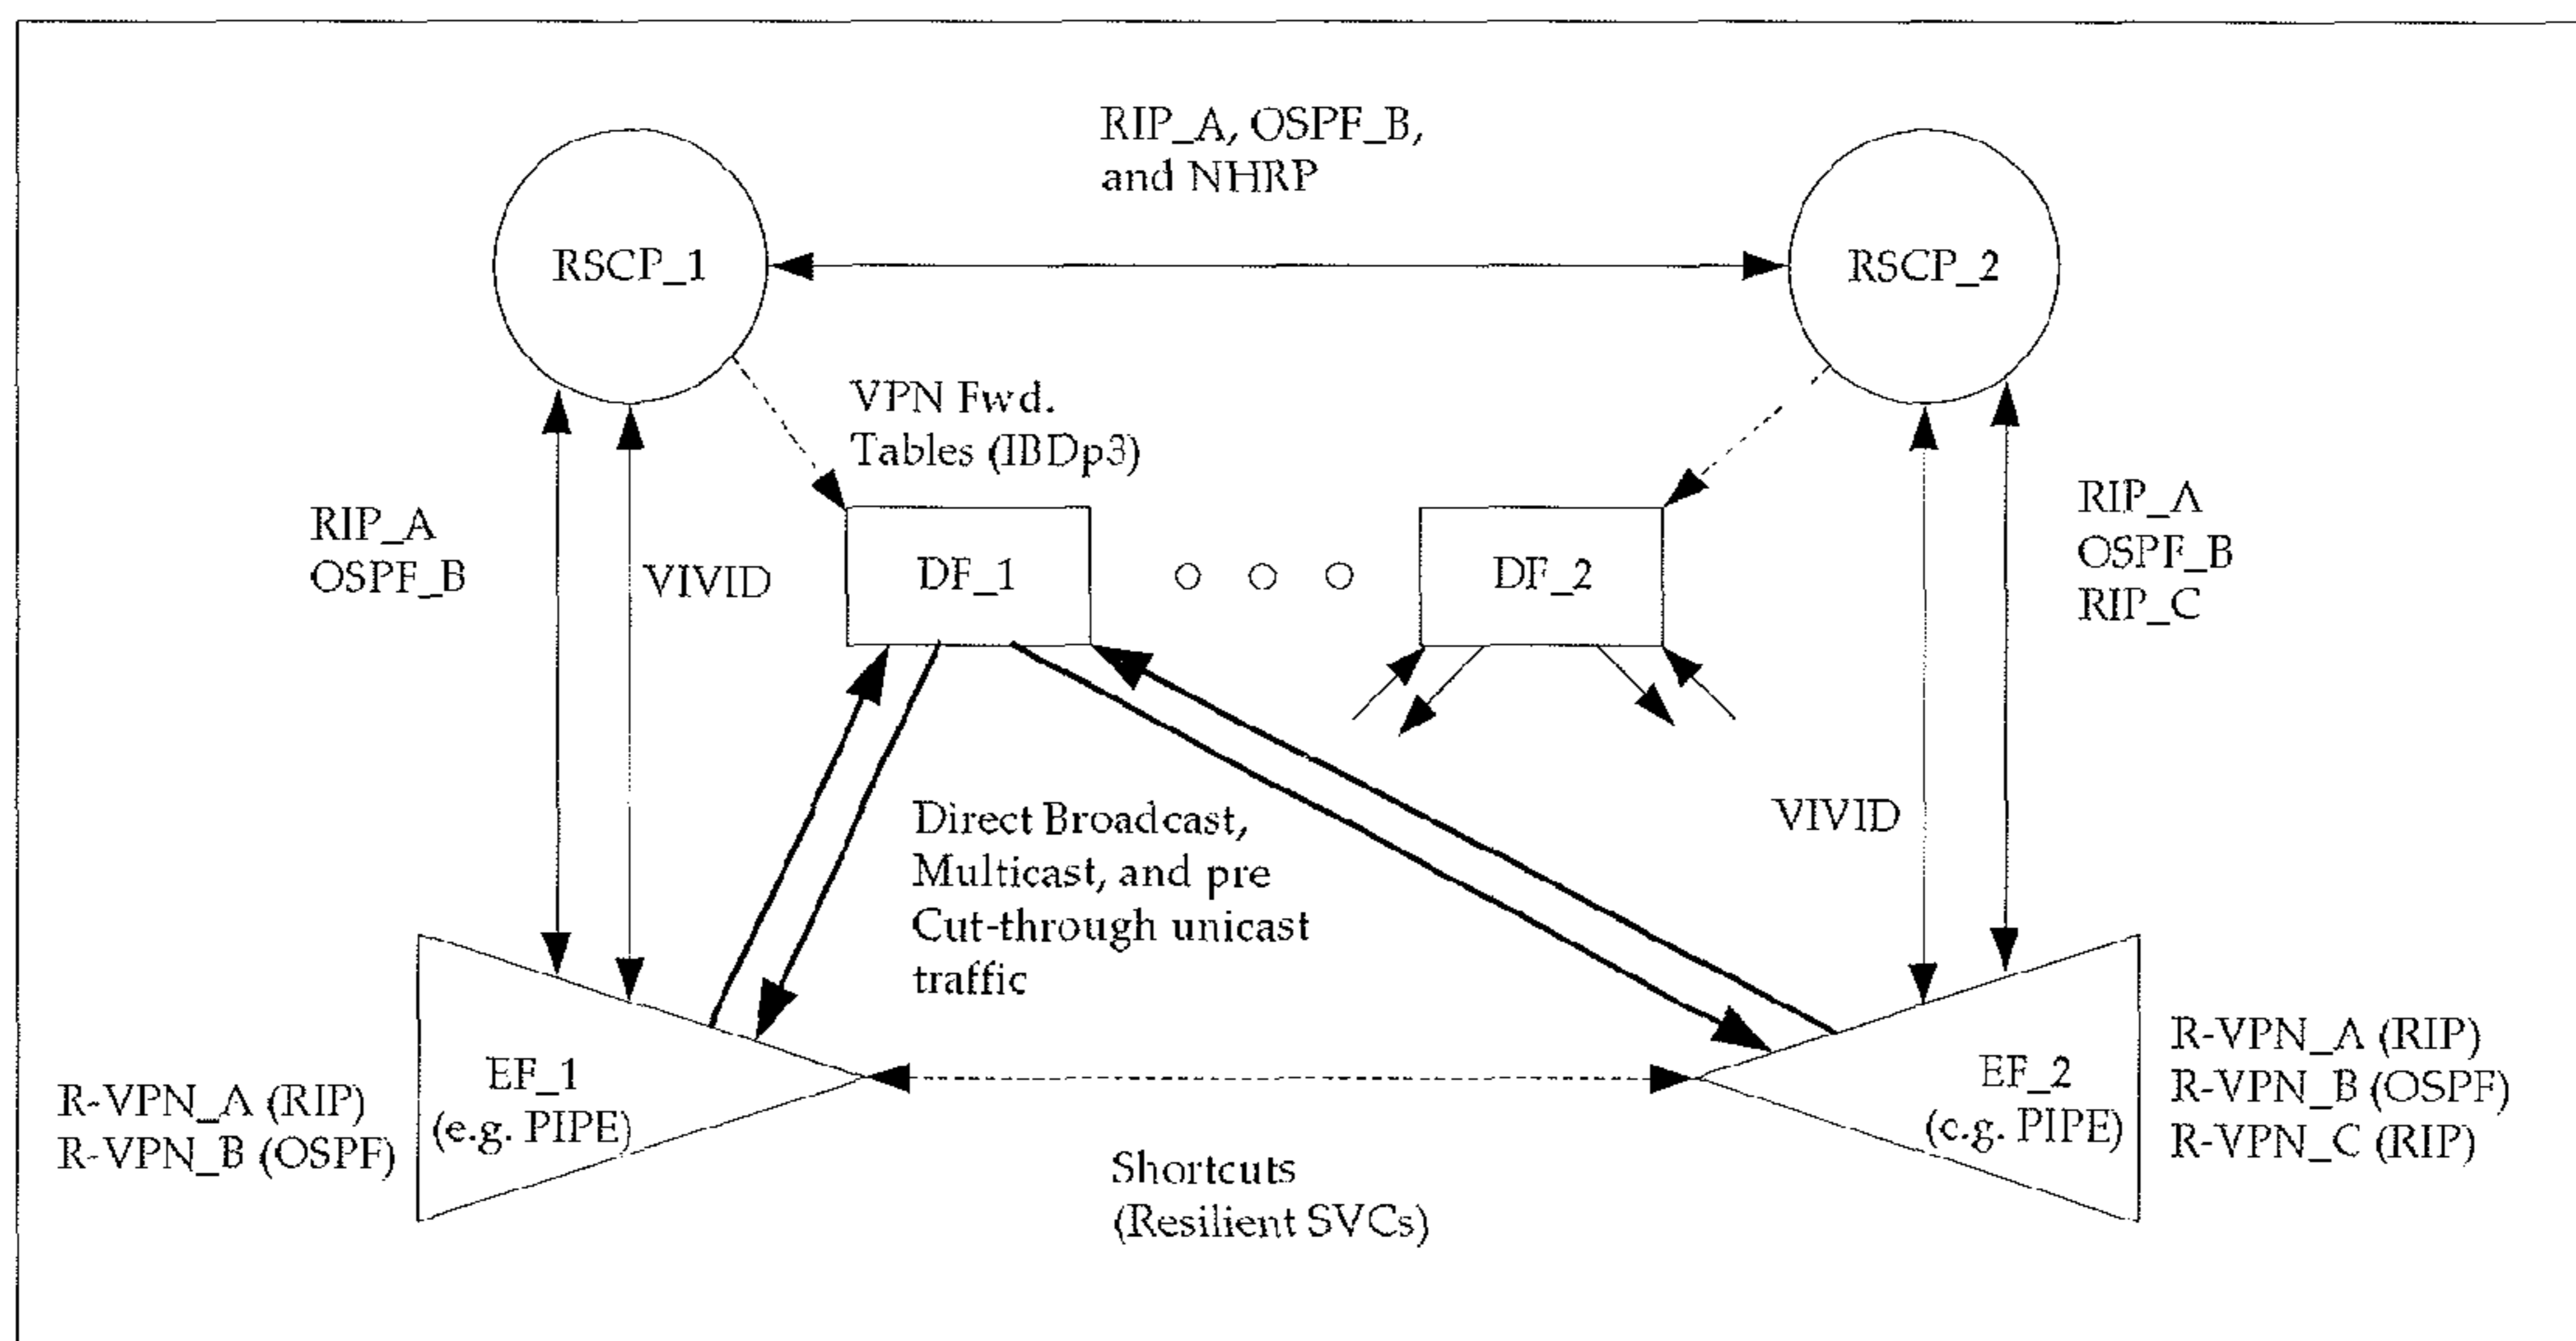 RIP_A, OSPF_B,
and NHRP
RSCP_1
RSCP_2
VPN Fwd.
Tables (IBDp3)
RIP_A
OSPF_B
VIVID
DF_1
DF_2
RIP_A
OSPF_B
RIP_C
Direct Broadcast,
Multicast, and pre
Cut-through unicast
traffic
VIVID
EF_1
(e.g. PIPE)
R-VPN_A (RIP)
R-VPN_B (OSPF)
EF_2
(e.g. PIPE)
R-VPN_A (RIP)
R-VPN_B (OSPF)
R-VPN_C (RIP)
Shortcuts
(Resilient SVCs)